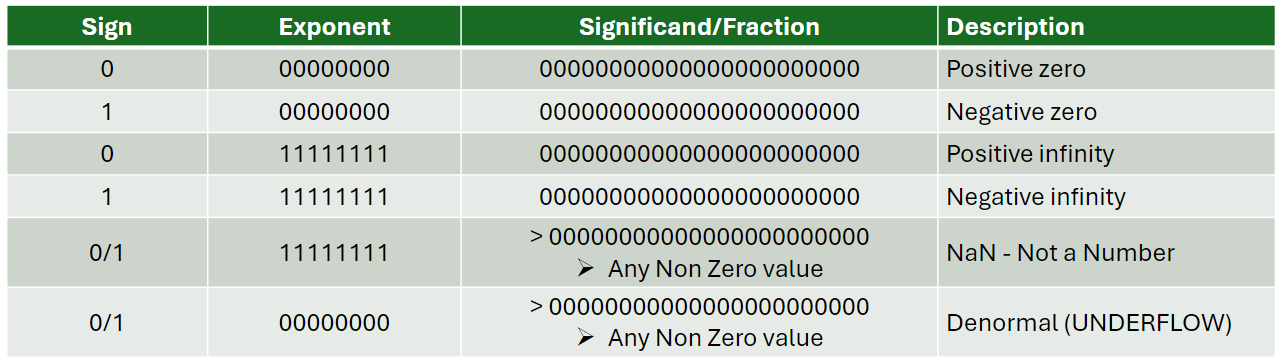 Sign Exponent Significand/Fraction Description
0 00000000 00000000000000000000000 Positive zero
1 00000000 00000000000000000000000 Negative zero
0 11111111 00000000000000000000000 Positive infinity
1 11111111 00000000000000000000000 Negative infinity
0/1 11111111 > 00000000000000000000000 NaN - Not a Number
➢ Any Non Zero value
0/1 00000000 > 00000000000000000000000 Denormal (UNDERFLOW)
➢ Any Non Zero value